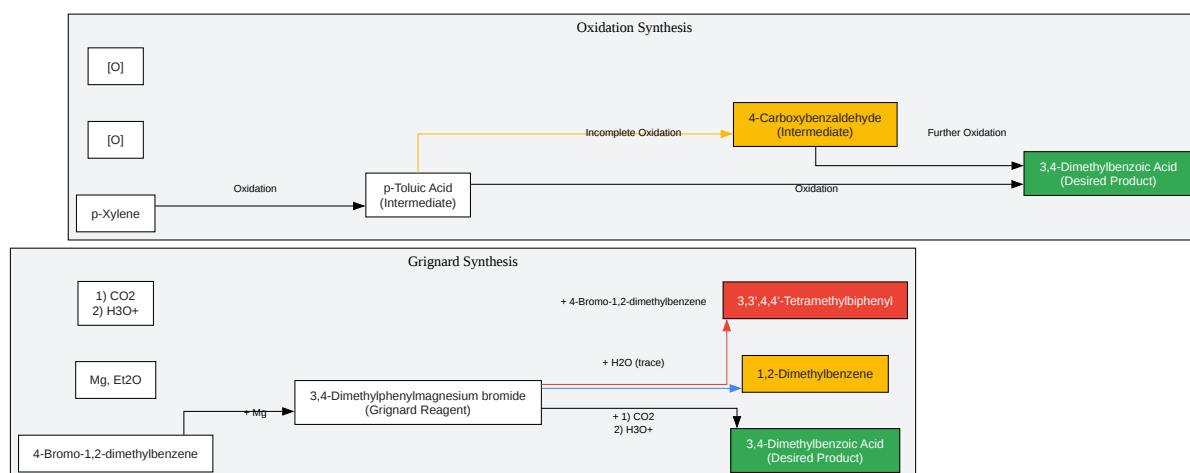 Oxidation Synthesis
[O]
[O]
p-Xylene
Oxidation
p-Toluic Acid
(Intermediate)
Incomplete Oxidation
4-Carboxybenzaldehyde
(Intermediate)
Further Oxidation
Oxidation
3,4-Dimethylbenzoic Acid
(Desired Product)
Grignard Synthesis
1) CO2
2) H3O+
Mg, Et2O
4-Bromo-1,2-dimethylbenzene
+ Mg
3,4-Dimethylphenylmagnesium bromide
(Grignard Reagent)
+ 4-Bromo-1,2-dimethylbenzene
3,3',4,4'-Tetramethylbiphenyl
+ H2O (trace)
1,2-Dimethylbenzene
+ 1) CO2
2) H3O+
3,4-Dimethylbenzoic Acid
(Desired Product)